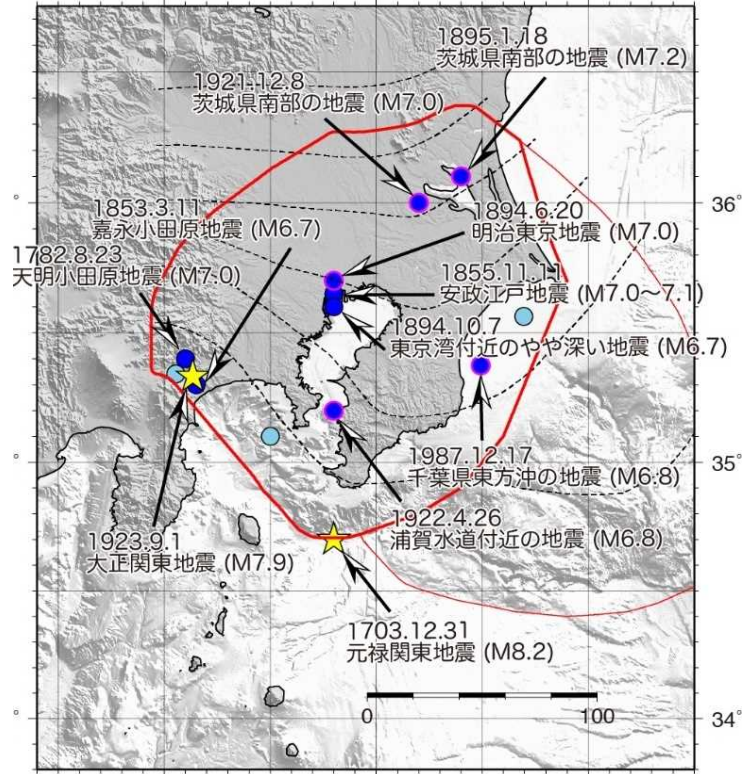 1895.1.18
茨城県南部の地震 (M7.2)
1921.12.8
茨城県南部の地震 (M7.0)
°
36°
1853.3.11
嘉永小田原地震 (M6.7)
1894.6.20
明治東京地震 (M7.0)
1782.8.23
天明小田原地震 (M7.0)
1855.11.11
安政江戸地震 (M7.0～7.1)
1894.10.7
東京湾付近のやや深い地震 (M6.7)
°
35°
1987.12.17
千葉県東方沖の地震 (M6.8)
1922.4.26
浦賀水道付近の地震 (M6.8)
1923.9.1
大正関東地震 (M7.9)
1703.12.31
元禄関東地震 (M8.2)
0
100
°
34°